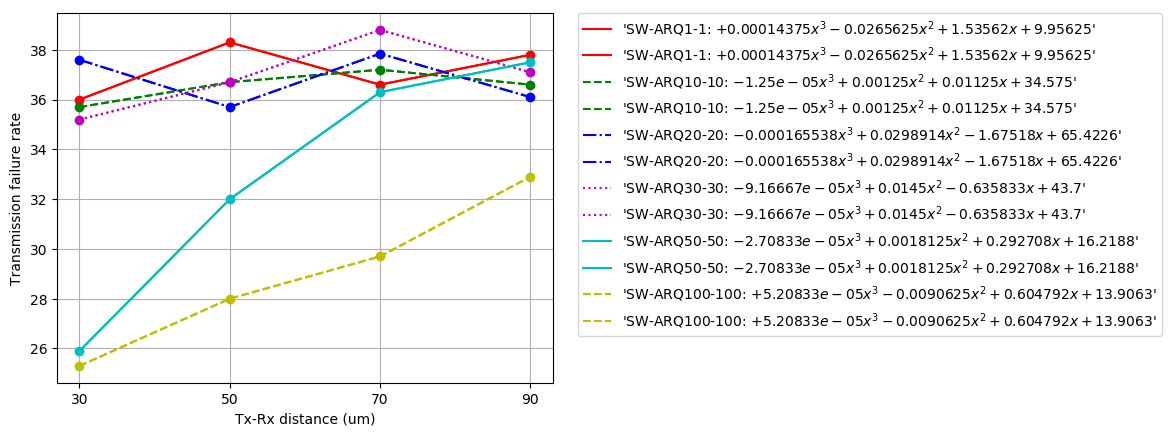 Transmission failure rate
38
36
34
32
30
28
26
30
50
70
90
Tx-Rx distance (um)
'SW-ARQ1-1: +0.00014375x³ − 0.0265625x² + 1.53562x + 9.95625'
'SW-ARQ1-1: +0.00014375x³ − 0.0265625x² + 1.53562x + 9.95625'
'SW-ARQ10-10: −1.25e − 05x³ + 0.00125x² + 0.01125x + 34.575'
'SW-ARQ10-10: −1.25e − 05x³ + 0.00125x² + 0.01125x + 34.575'
'SW-ARQ20-20: −0.000165538x³ + 0.0298914x² − 1.67518x + 65.4226'
'SW-ARQ20-20: −0.000165538x³ + 0.0298914x² − 1.67518x + 65.4226'
'SW-ARQ30-30: −9.16667e − 05x³ + 0.0145x² − 0.635833x + 43.7'
'SW-ARQ30-30: −9.16667e − 05x³ + 0.0145x² − 0.635833x + 43.7'
'SW-ARQ50-50: −2.70833e − 05x³ + 0.0018125x² + 0.292708x + 16.2188'
'SW-ARQ50-50: −2.70833e − 05x³ + 0.0018125x² + 0.292708x + 16.2188'
'SW-ARQ100-100: +5.20833e − 05x³ − 0.0090625x² + 0.604792x + 13.9063'
'SW-ARQ100-100: +5.20833e − 05x³ − 0.0090625x² + 0.604792x + 13.9063'